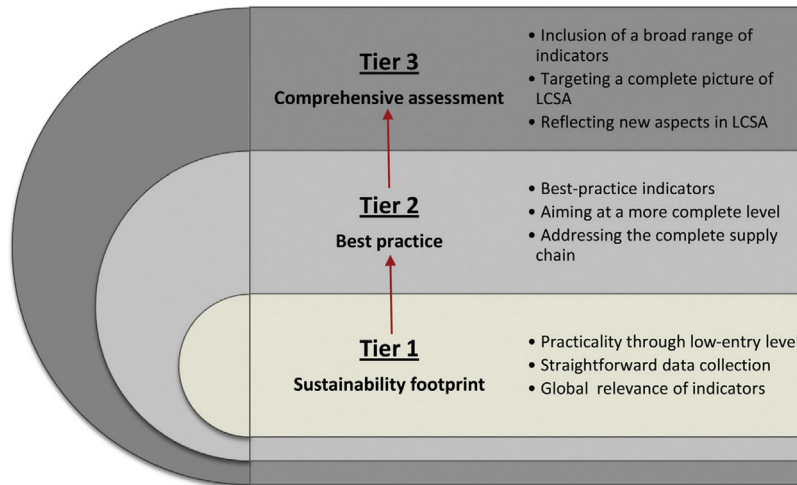 Tier 3
Comprehensive assessment
• Inclusion of a broad range of
indicators
• Targeting a complete picture of
LCSA
• Reflecting new aspects in LCSA
Tier 2
Best practice
• Best-practice indicators
• Aiming at a more complete level
• Addressing the complete supply
chain
Tier 1
Sustainability footprint
• Practicality through low-entry level
• Straightforward data collection
• Global relevance of indicators